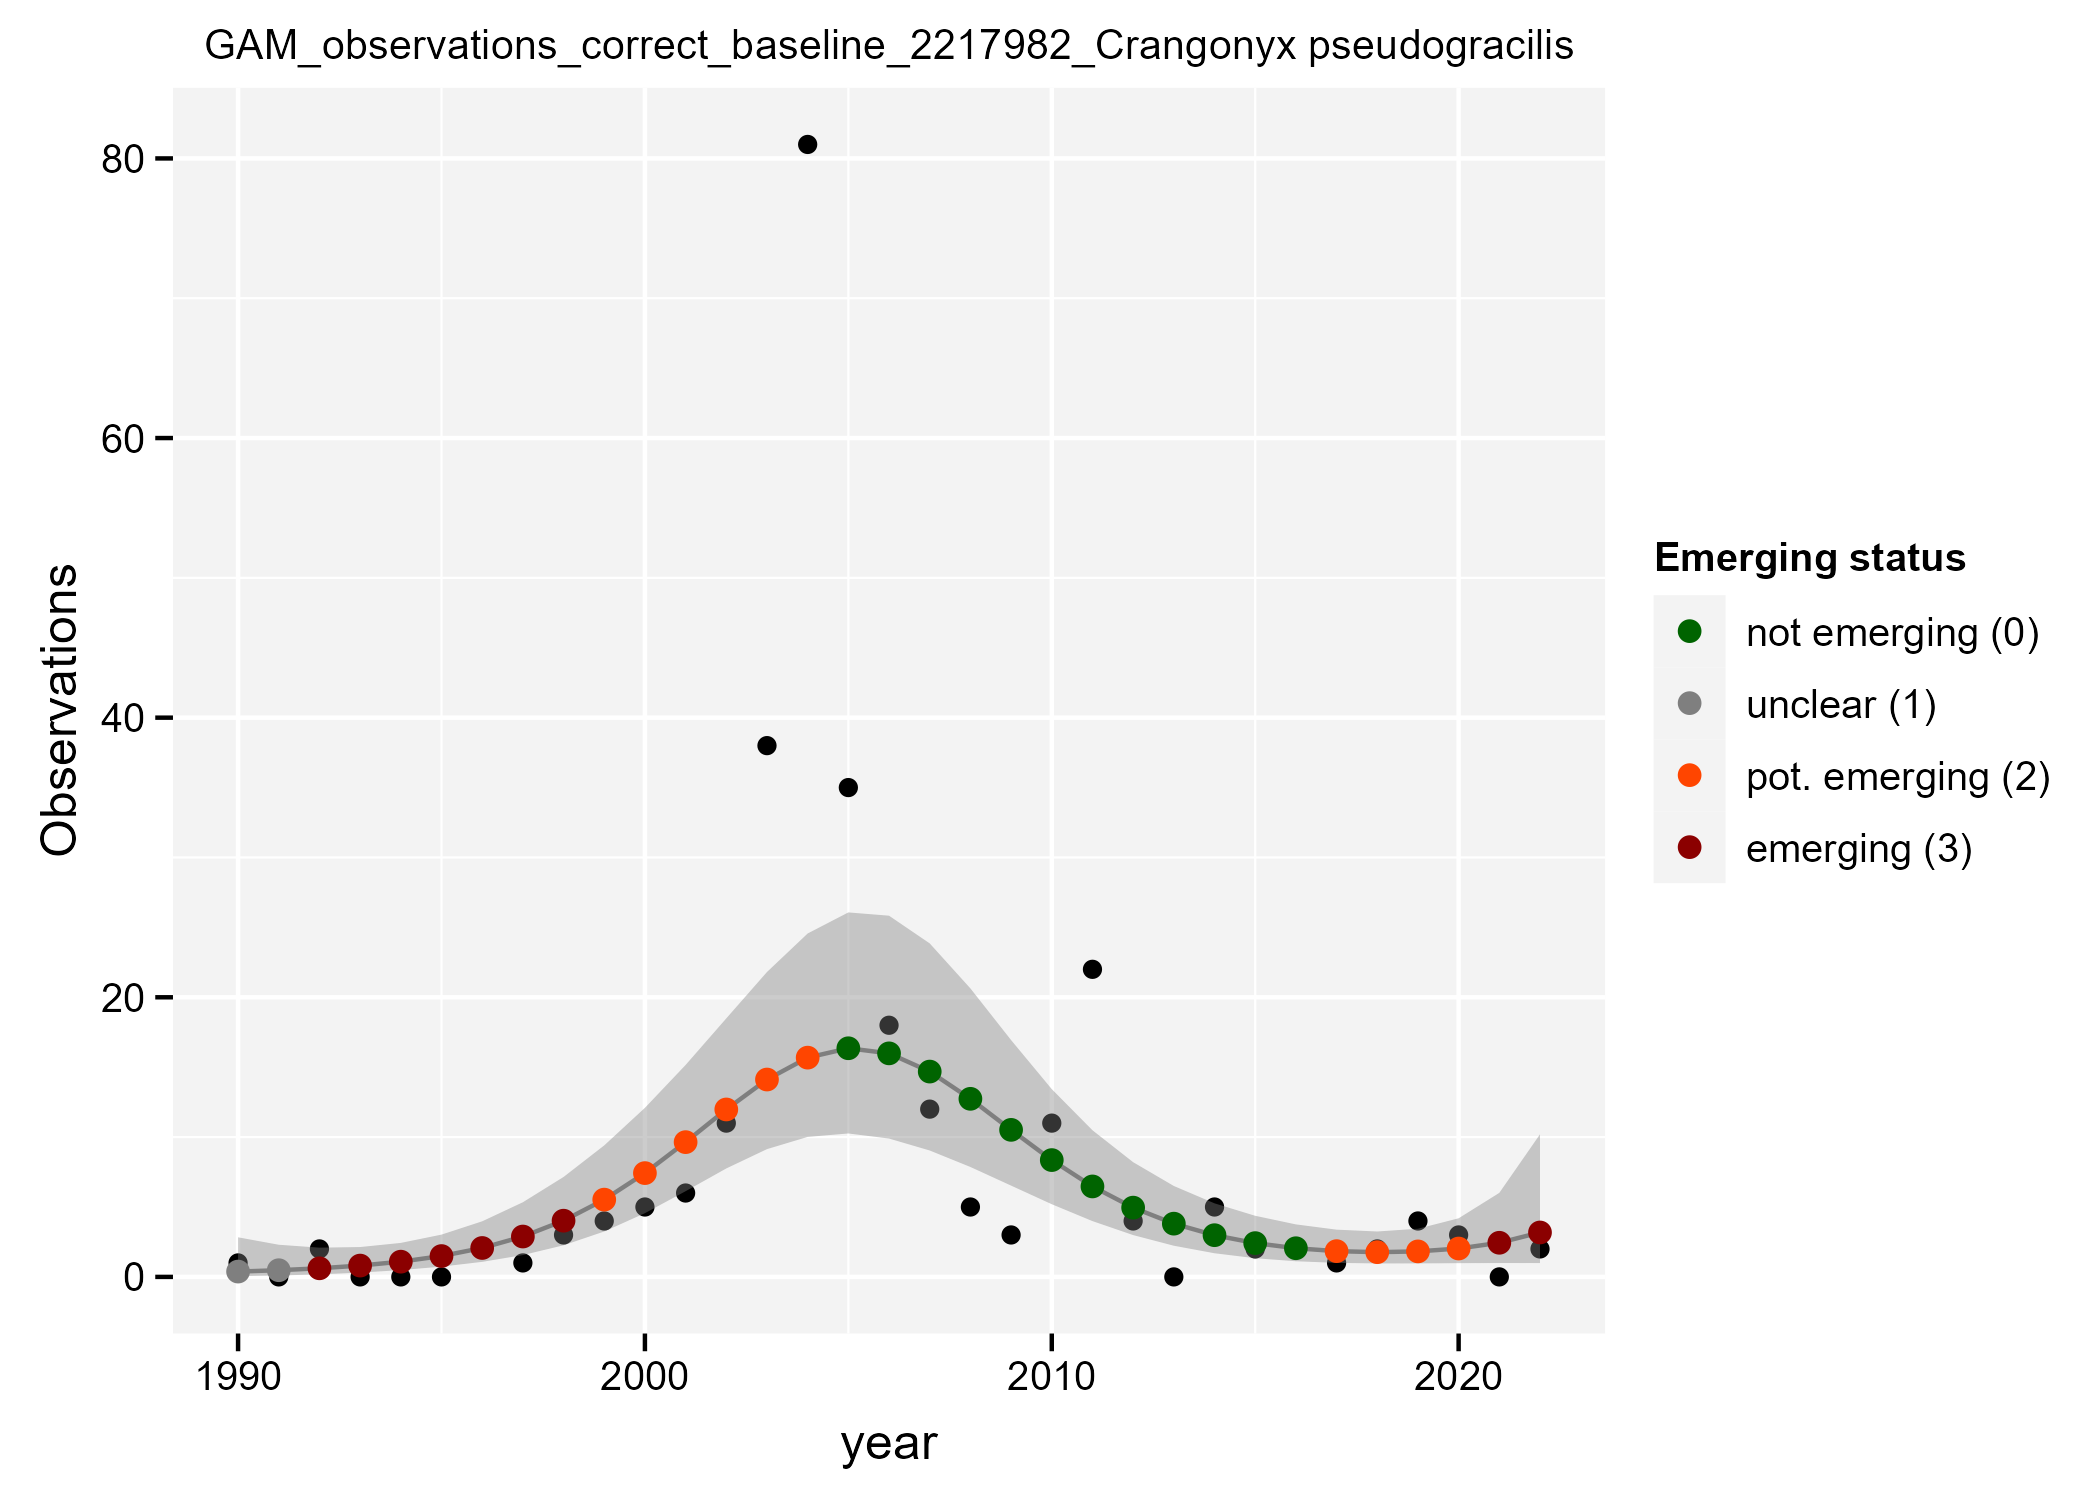 GAM_observations_correct_baseline_2217982_Crangonyx pseudogracilis
80
60
40
20
0
Observations
1990
2000
2010
2020
year
Emerging status
not emerging (0)
unclear (1)
pot. emerging (2)
emerging (3)